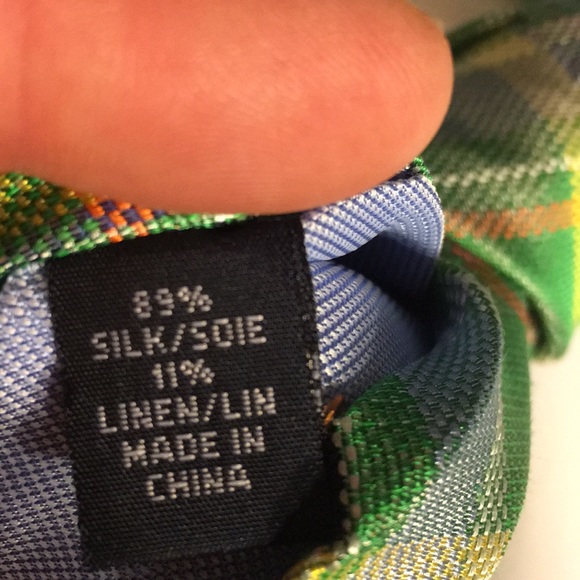 89%
SILK/SOIE
11%
LINEN/LIN
MADE IN
CHINA